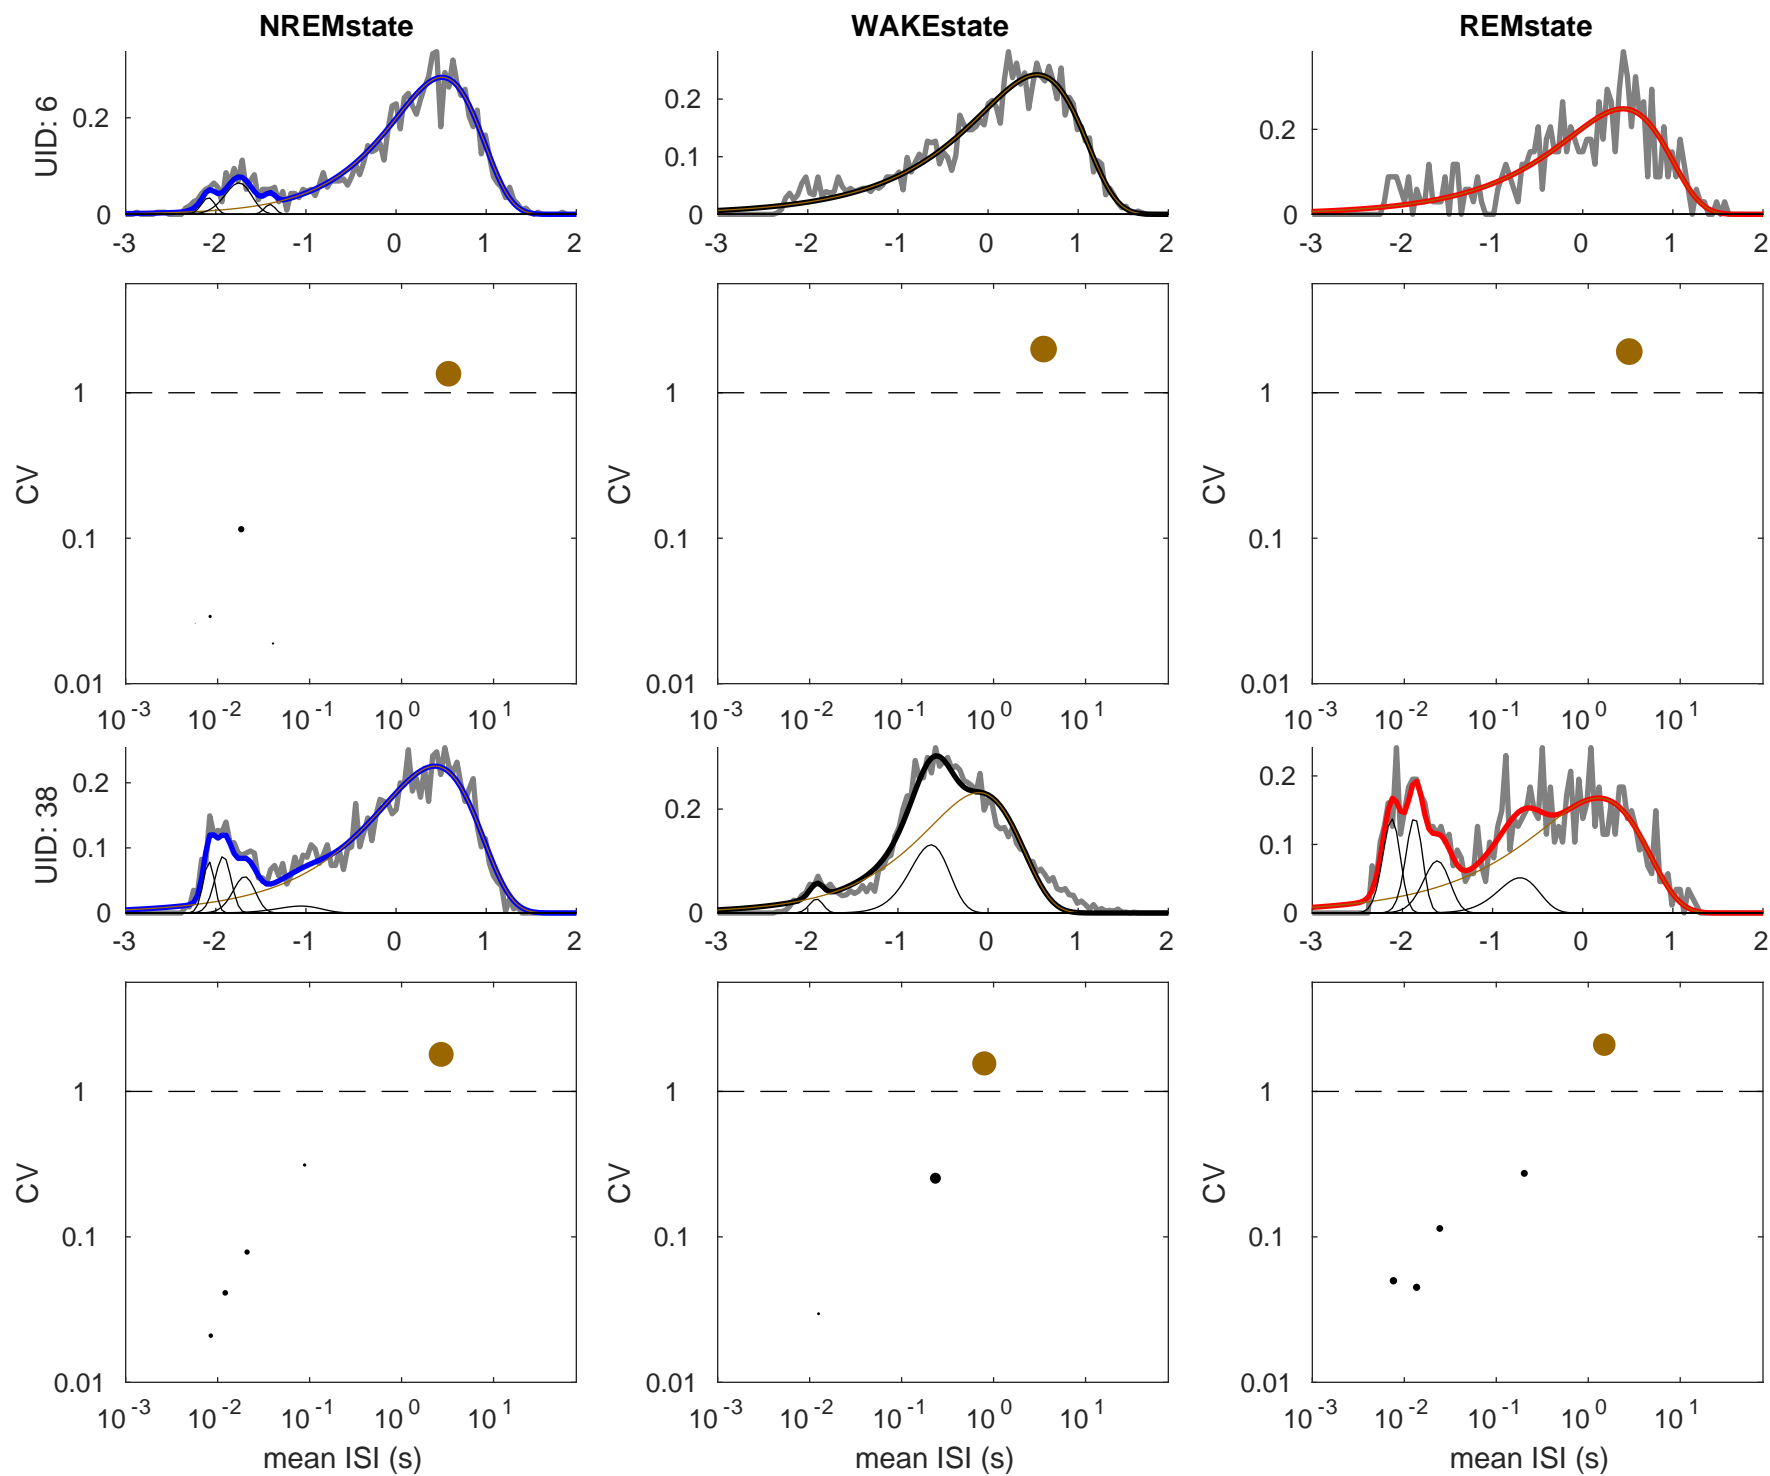 NREMstate WAKEstate REMstate
UID: 6
0.2 0.2 0.2
0.1
0 0 0
-3 -2 -1 0 1 2 -3 -2 -1 0 1 2 -3 -2 -1 0 1 2
1 1 1
CV CV CV
0.1 0.1 0.1
0.01 0.01 0.01
10^-3 10^-2 10^-1 10^0 10^1 10^-3 10^-2 10^-1 10^0 10^1 10^-3 10^-2 10^-1 10^0 10^1
UID: 38
0.2 0.2 0.2
0.1 0.1
0 0 0
-3 -2 -1 0 1 2 -3 -2 -1 0 1 2 -3 -2 -1 0 1 2
1 1 1
CV CV CV
0.1 0.1 0.1
0.01 0.01 0.01
10^-3 10^-2 10^-1 10^0 10^1 10^-3 10^-2 10^-1 10^0 10^1 10^-3 10^-2 10^-1 10^0 10^1
mean ISI (s) mean ISI (s) mean ISI (s)